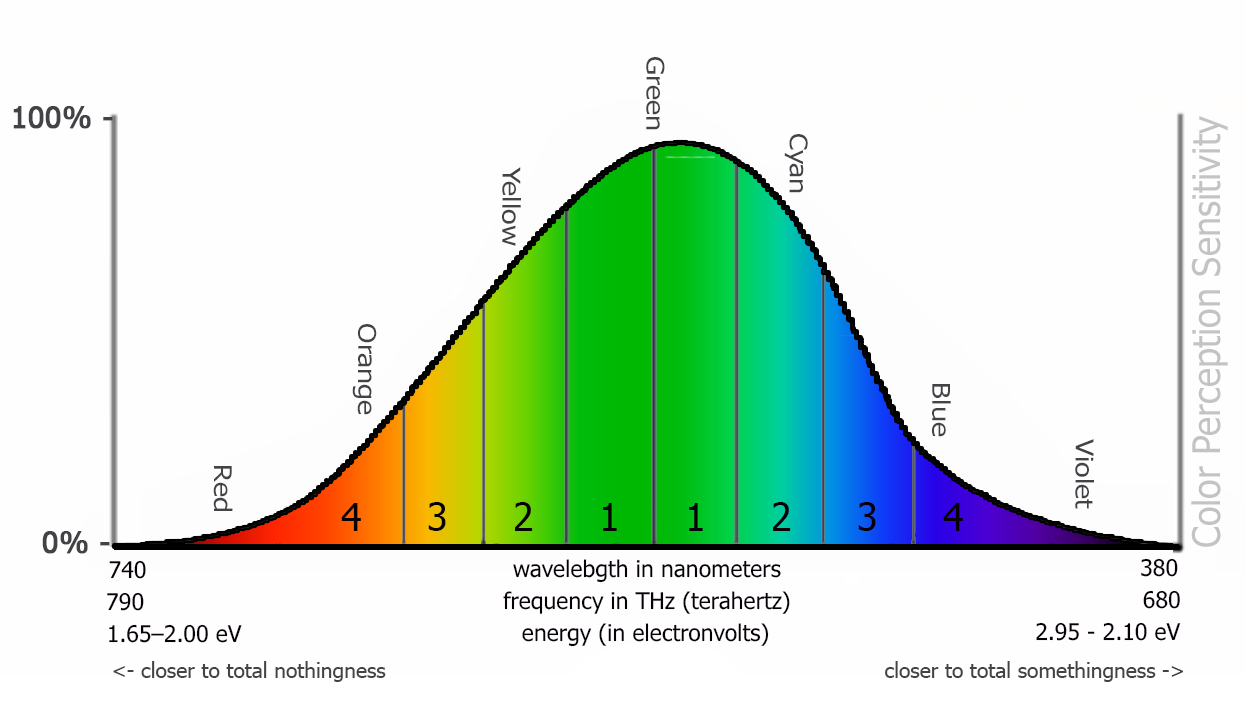 Green
100%
Cyan
Yellow
Color Perception Sensitivity
Orange
Blue
Red
Violet
4 3 2 1 1 2 3 4
0%
740 wavelebgth in nanometers 380
790 frequency in THz (terahertz) 680
1.65–2.00 eV energy (in electronvolts) 2.95 - 2.10 eV
<- closer to total nothingness closer to total somethingness ->